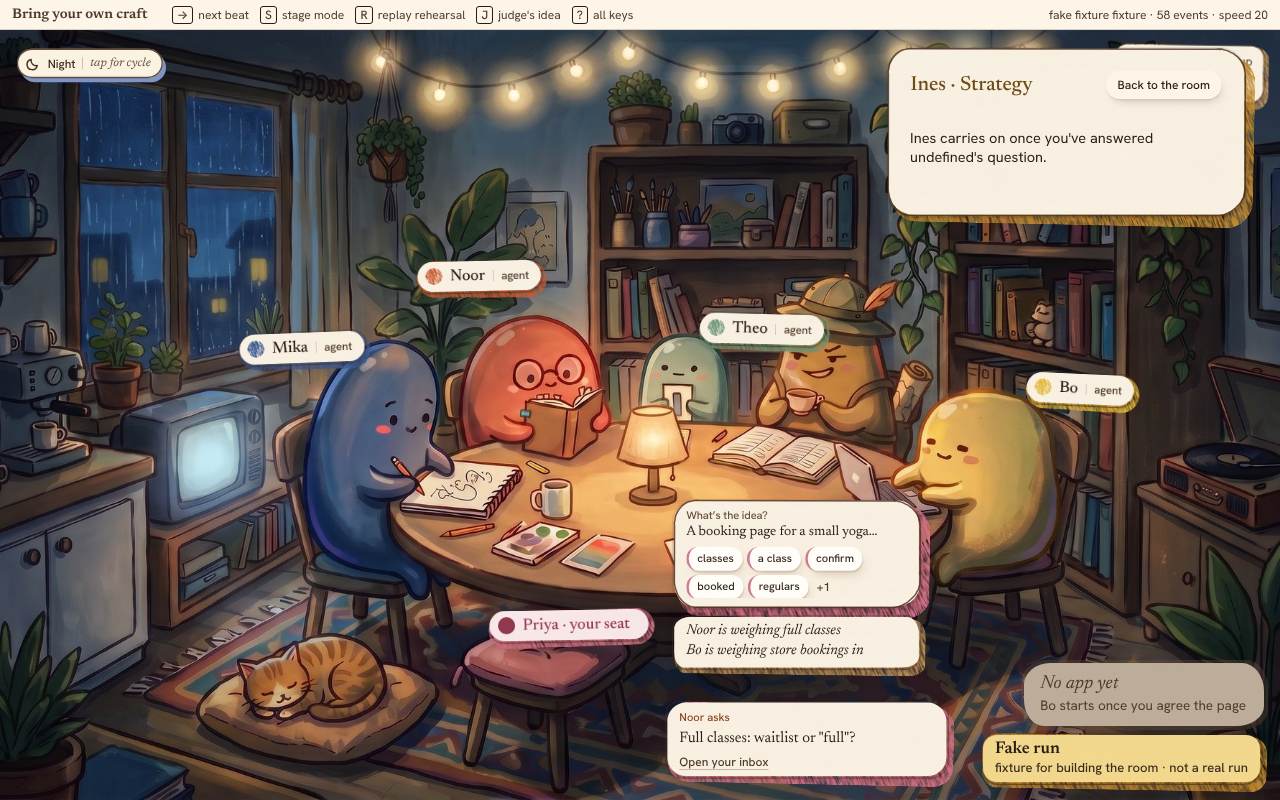 Bring your own craft
→ next beat
S stage mode
R replay rehearsal
J judge's idea
? all keys
fake fixture fixture · 58 events · speed 20
Night tap for cycle
Ines · Strategy
Back to the room
Ines carries on once you've answered
undefined's question.
Noor agent
Theo agent
Mika agent
Bo agent
What's the idea?
A booking page for a small yoga…
classes a class confirm
booked regulars +1
Priya · your seat
Noor is weighing full classes
Bo is weighing store bookings in
No app yet
Bo starts once you agree the page
Noor asks
Full classes: waitlist or "full"?
Open your inbox
Fake run
fixture for building the room · not a real run